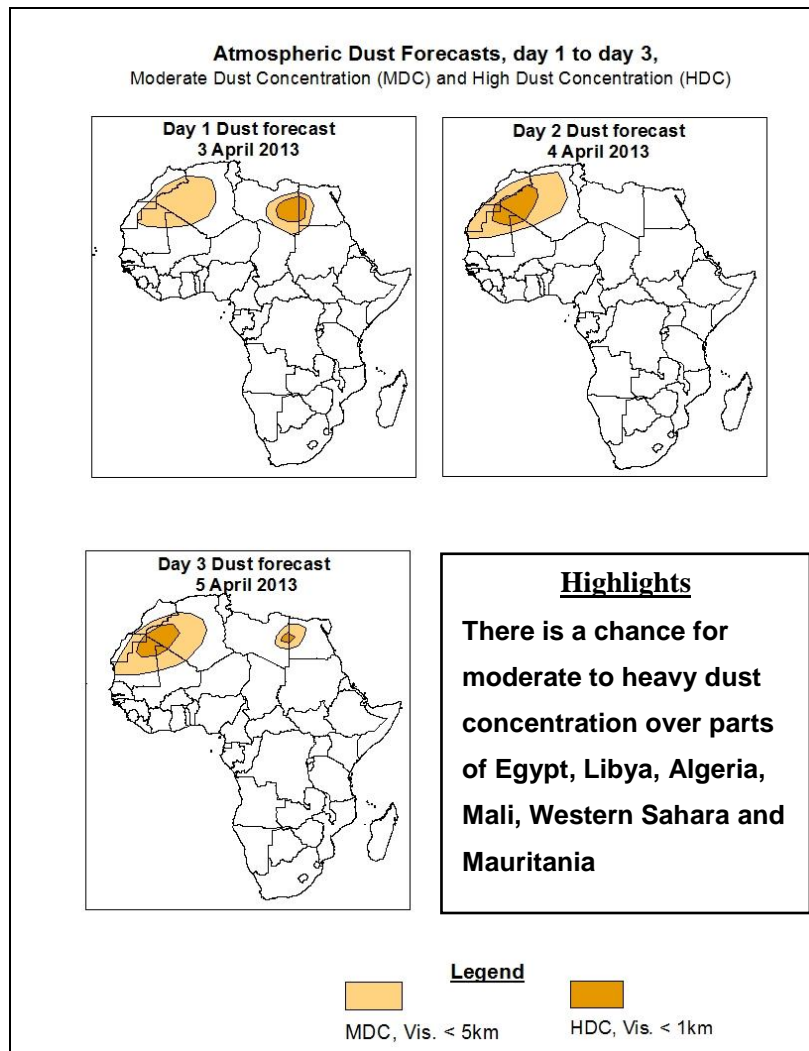 Atmospheric Dust Forecasts, day 1 to day 3,
Moderate Dust Concentration (MDC) and High Dust Concentration (HDC)
Day 1 Dust forecast
3 April 2013
Day 2 Dust forecast
4 April 2013
Day 3 Dust forecast
5 April 2013
Highlights
There is a chance for
moderate to heavy dust
concentration over parts
of Egypt, Libya, Algeria,
Mali, Western Sahara and
Mauritania
Legend
MDC, Vis. < 5km
HDC, Vis. < 1km